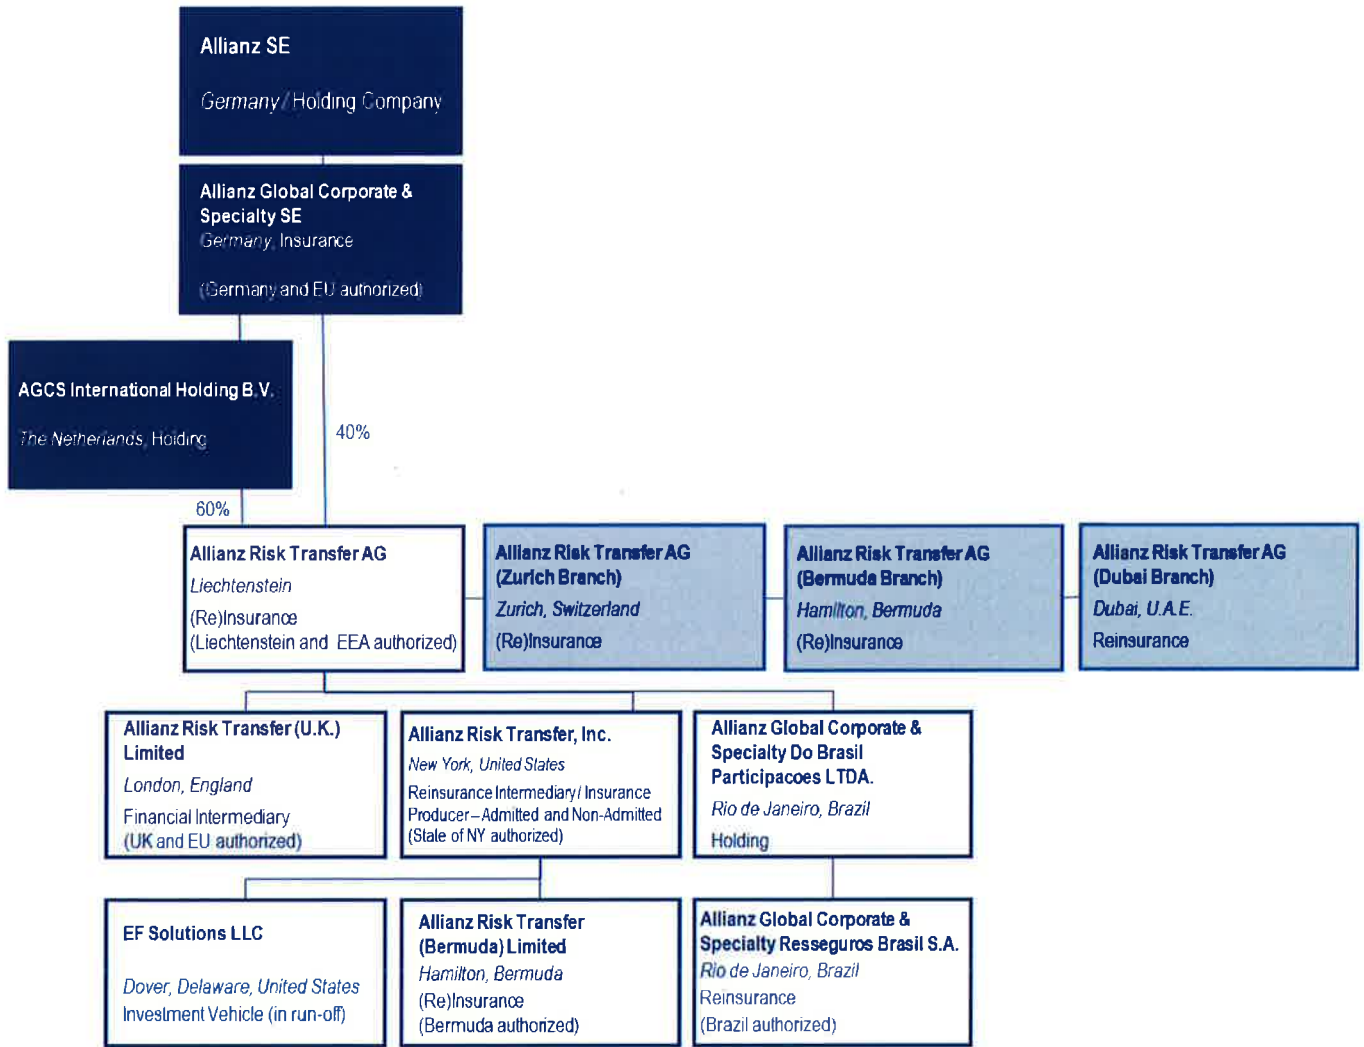 Allianz SE
Germany / Holding Company
Allianz Global Corporate &
Specialty SE
Germany, Insurance
(Germany and EU authorized)
AGCS International Holding B.V.
The Netherlands, Holding
40%
60%
Allianz Risk Transfer AG
Liechtenstein
(Re)Insurance
(Liechtenstein and EEA authorized)
Allianz Risk Transfer AG
(Zurich Branch)
Zurich, Switzerland
(Re)Insurance
Allianz Risk Transfer AG
(Bermuda Branch)
Hamilton, Bermuda
(Re)Insurance
Allianz Risk Transfer AG
(Dubai Branch)
Dubai, U.A.E.
Reinsurance
Allianz Risk Transfer (U.K.)
Limited
London, England
Financial Intermediary
(UK and EU authorized)
Allianz Risk Transfer, Inc.
New York, United States
Reinsurance Intermediary/ Insurance
Producer – Admitted and Non-Admitted
(State of NY authorized)
Allianz Global Corporate &
Specialty Do Brasil
Participacoes LTDA.
Rio de Janeiro, Brazil
Holding
EF Solutions LLC
Dover, Delaware, United States
Investment Vehicle (in run-off)
Allianz Risk Transfer
(Bermuda) Limited
Hamilton, Bermuda
(Re)Insurance
(Bermuda authorized)
Allianz Global Corporate &
Specialty Resseguros Brasil S.A.
Rio de Janeiro, Brazil
Reinsurance
(Brazil authorized)